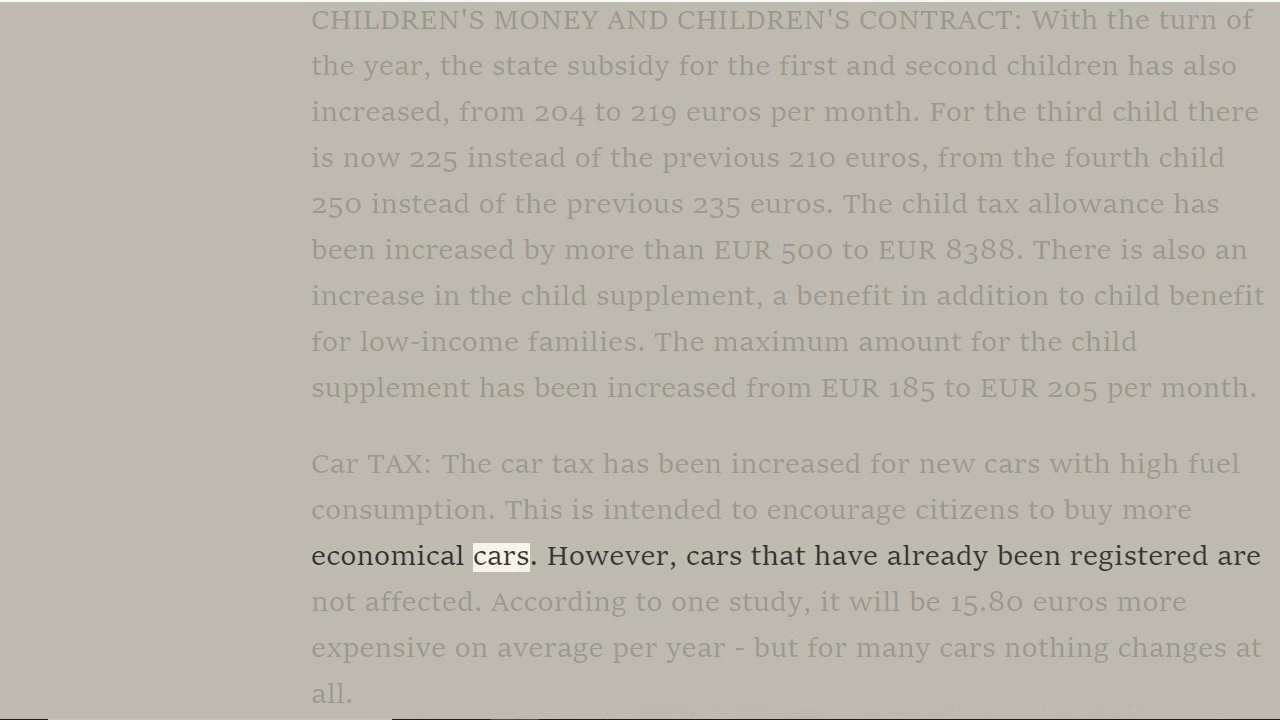 CHILDREN'S MONEY AND CHILDREN'S CONTRACT: With the turn of
the year, the state subsidy for the first and second children has also
increased, from 204 to 219 euros per month. For the third child there
is now 225 instead of the previous 210 euros, from the fourth child
250 instead of the previous 235 euros. The child tax allowance has
been increased by more than EUR 500 to EUR 8388. There is also an
increase in the child supplement, a benefit in addition to child benefit
for low-income families. The maximum amount for the child
supplement has been increased from EUR 185 to EUR 205 per month.
Car TAX: The car tax has been increased for new cars with high fuel
consumption. This is intended to encourage citizens to buy more
economical cars. However, cars that have already been registered are
not affected. According to one study, it will be 15.80 euros more
expensive on average per year - but for many cars nothing changes at
all.